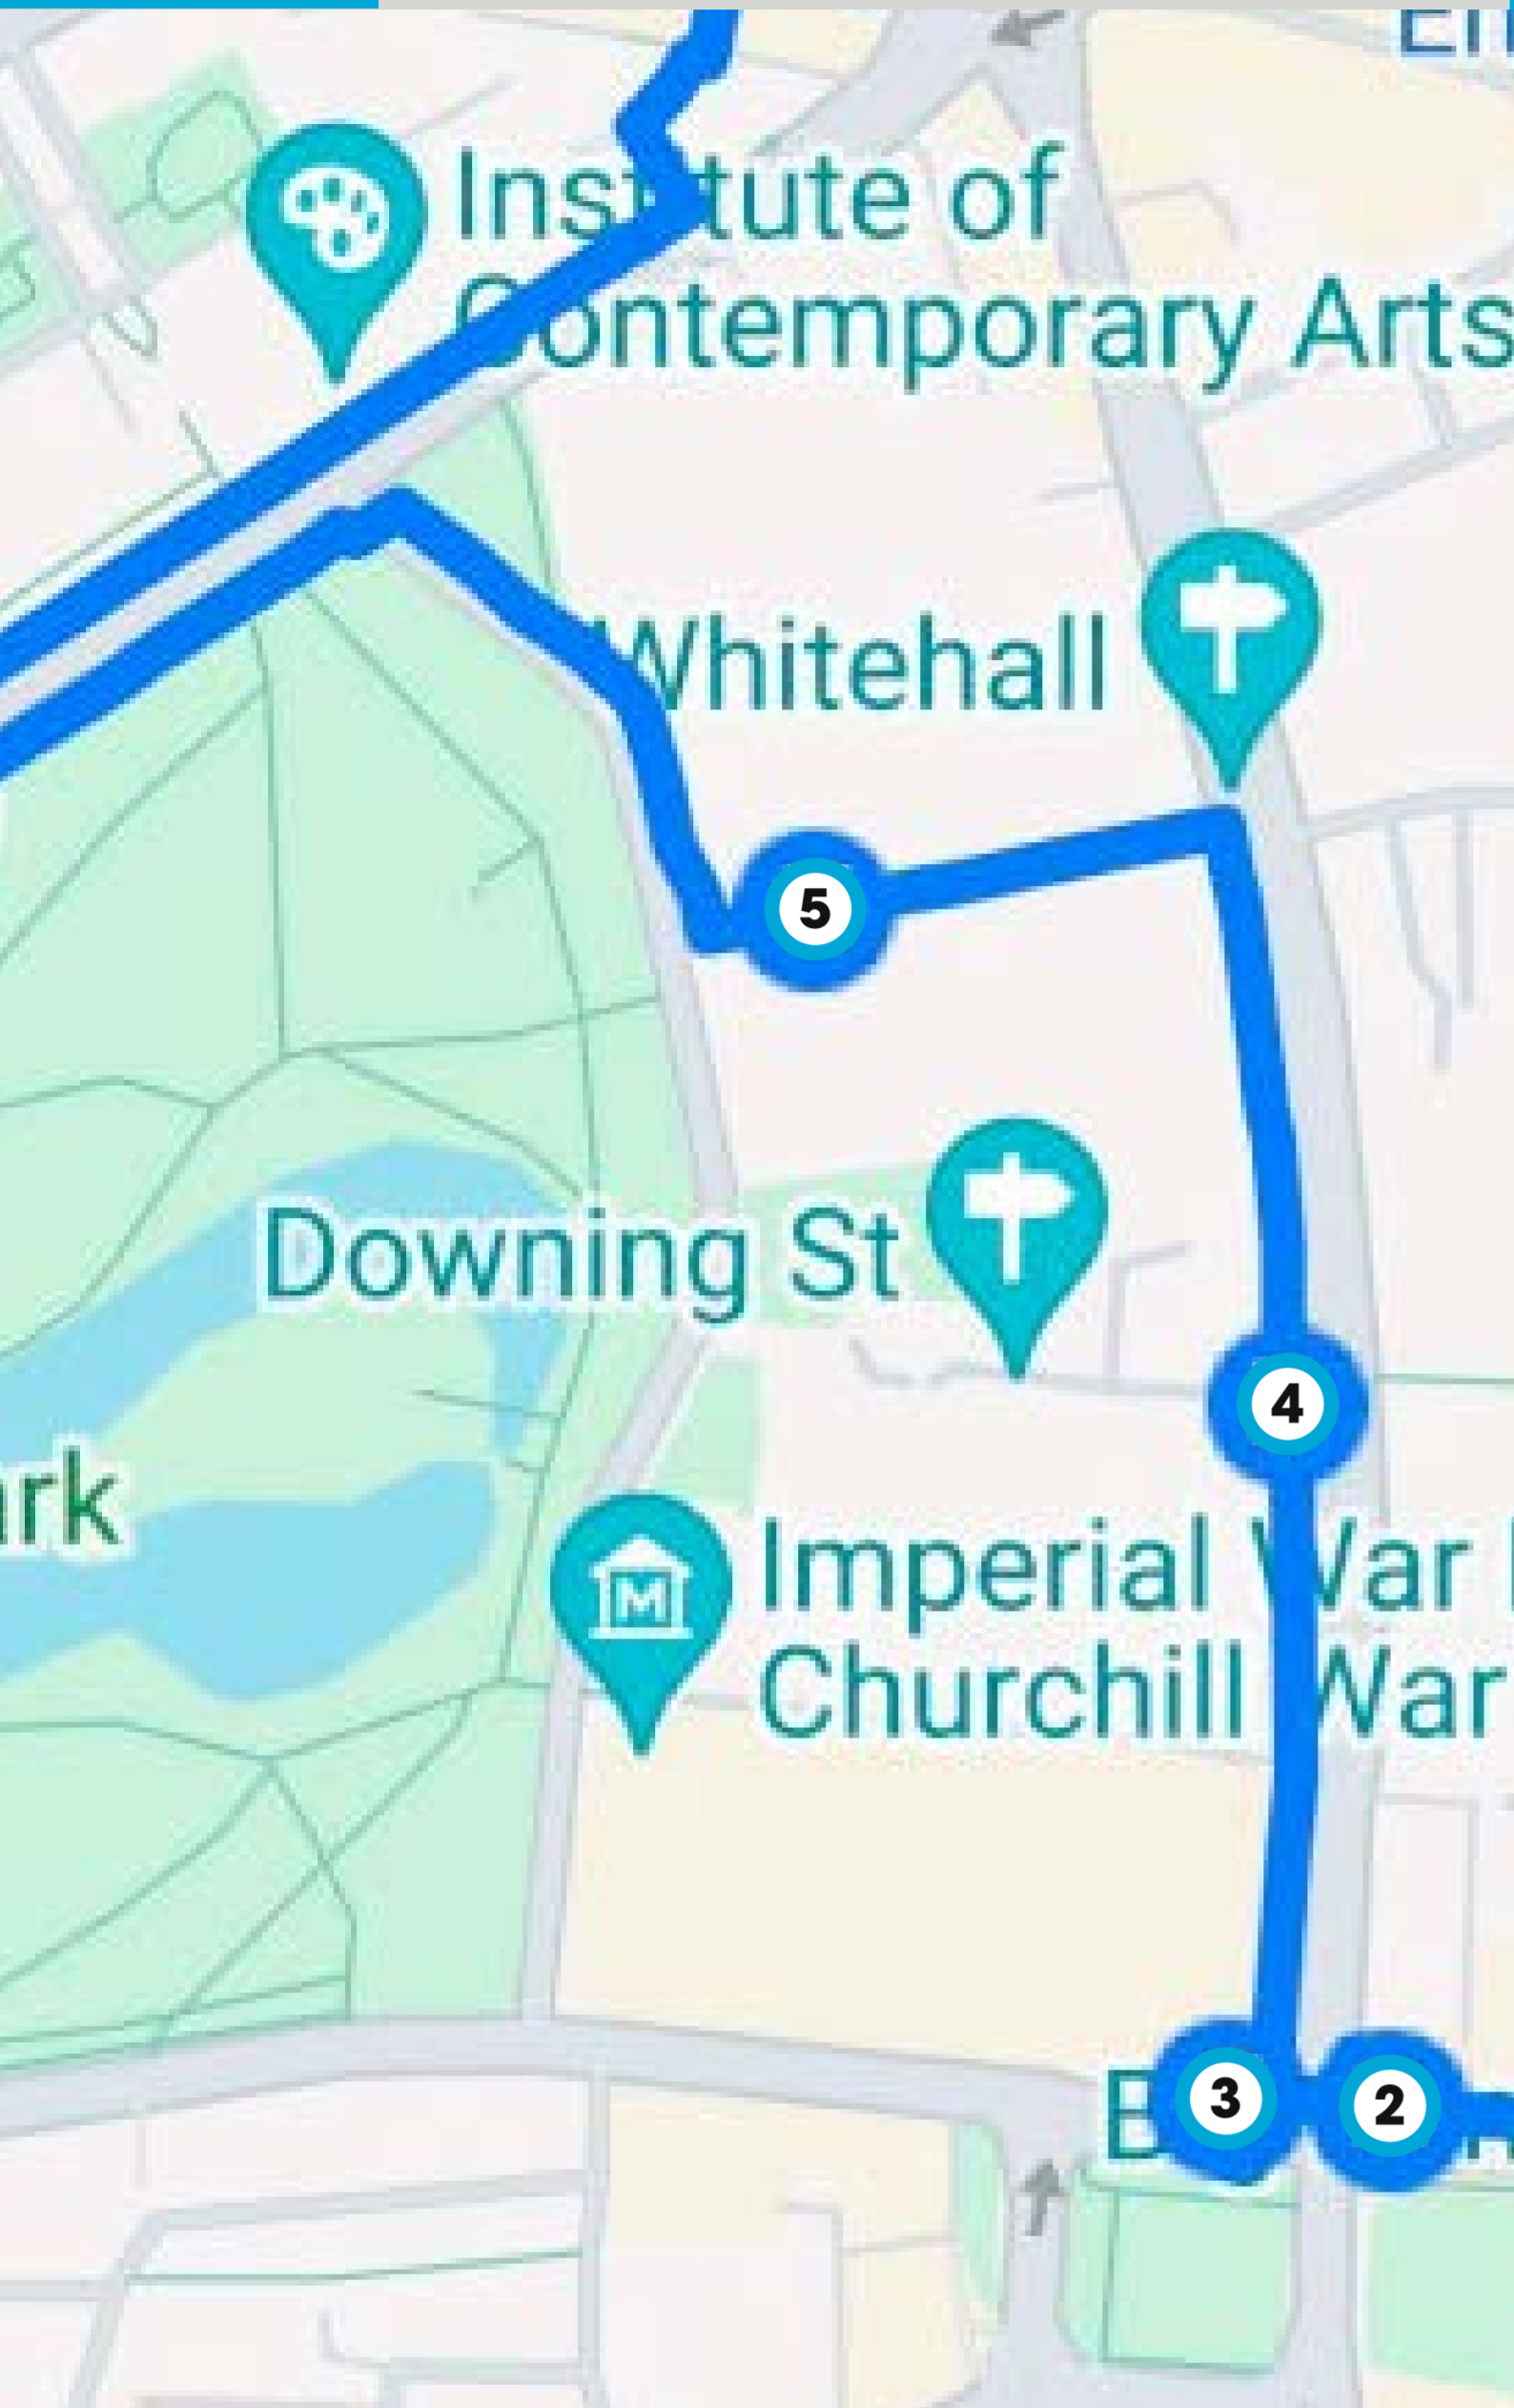 Institute of
Contemporary Arts
Whitehall
5
Downing St
4
Imperial War
Churchill War
3
2